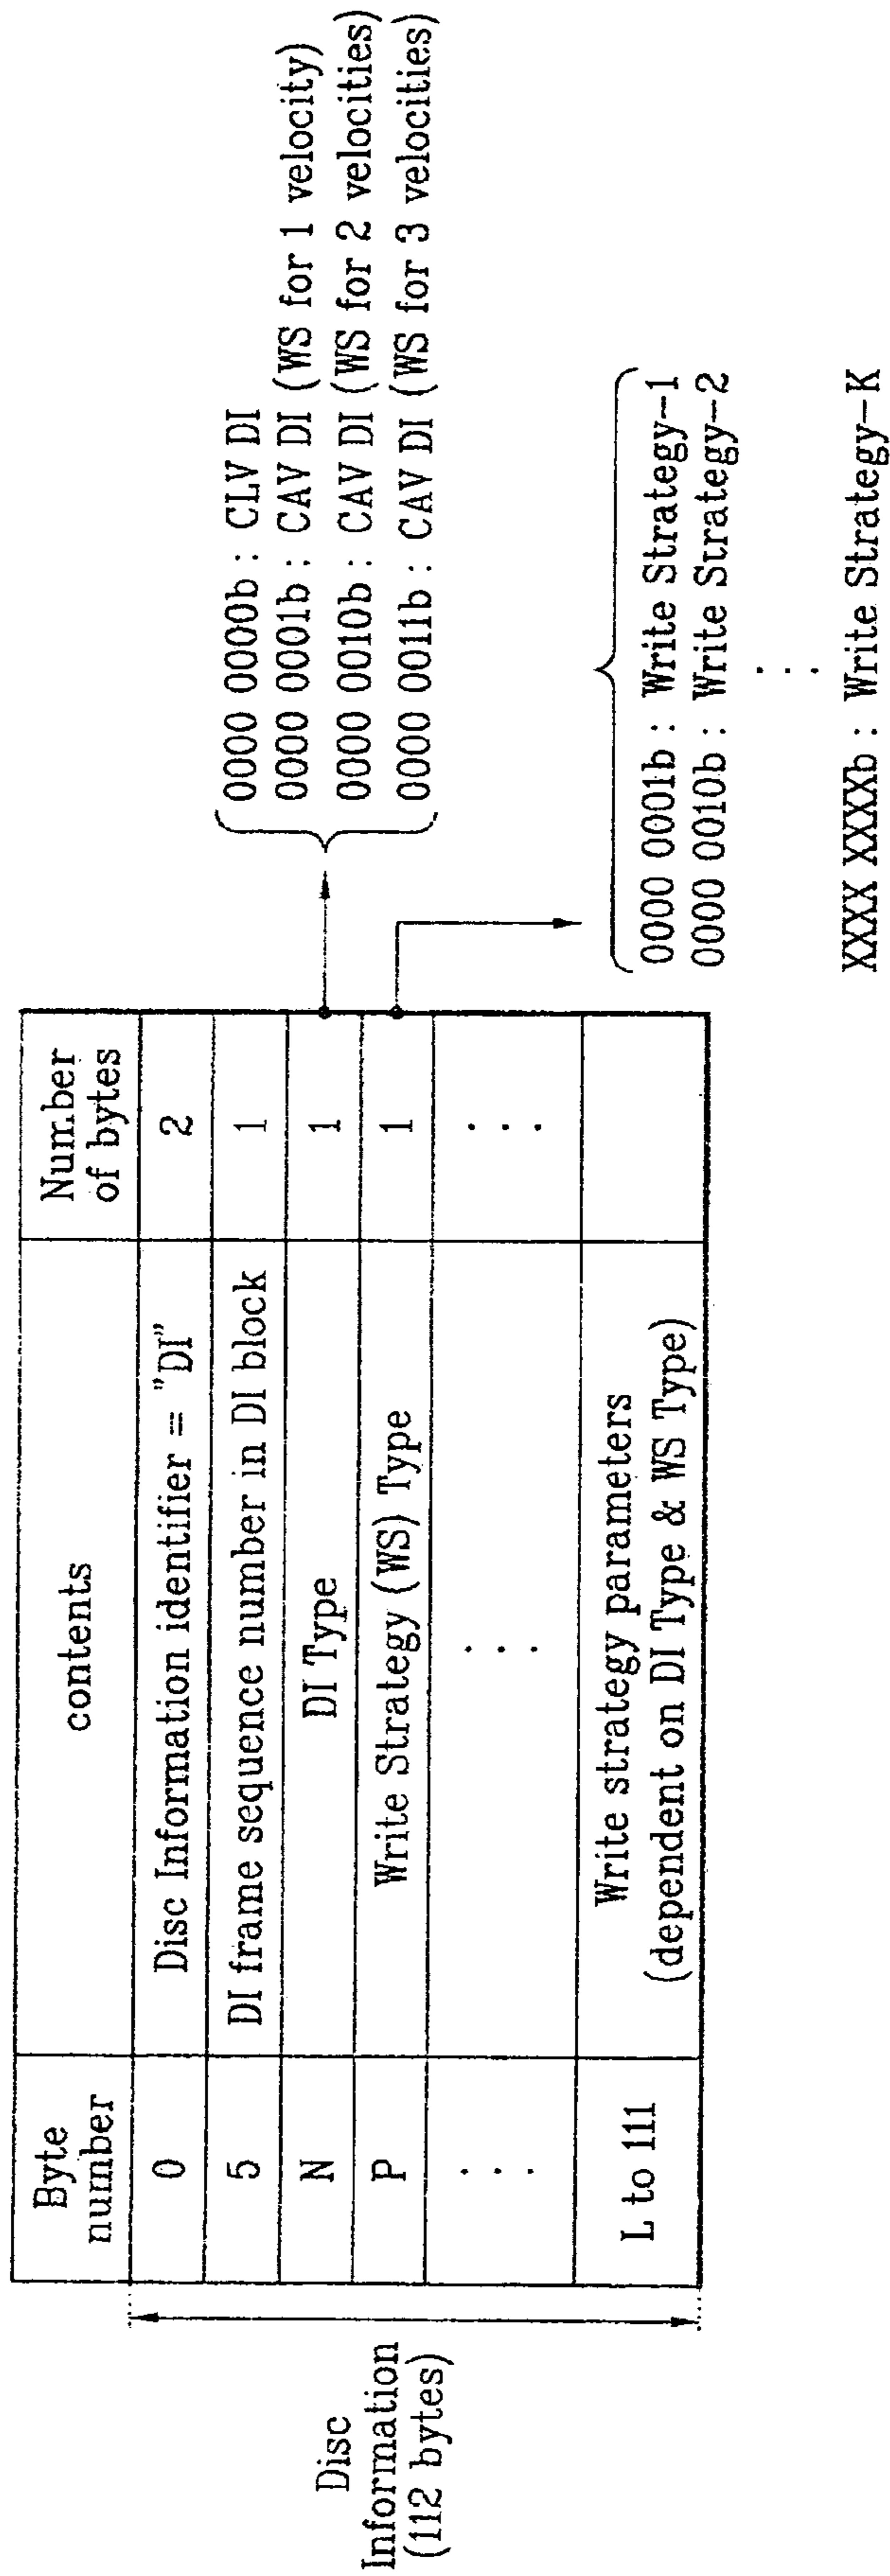 Disc
Information
(112 bytes)
Byte
number
contents
Number
of bytes
0
Disc Information identifier = "DI"
2
5
DI frame sequence number in DI block
1
N
DI Type
1
P
Write Strategy (WS) Type
1
. . .
. . .
. . .
L to 111
Write strategy parameters
(dependent on DI Type & WS Type)
0000 0000b : CLV DI
0000 0001b : CAV DI (WS for 1 velocity)
0000 0010b : CAV DI (WS for 2 velocities)
0000 0011b : CAV DI (WS for 3 velocities)
0000 0001b : Write Strategy-1
0000 0010b : Write Strategy-2
. . .
XXXX XXXXb : Write Strategy-K